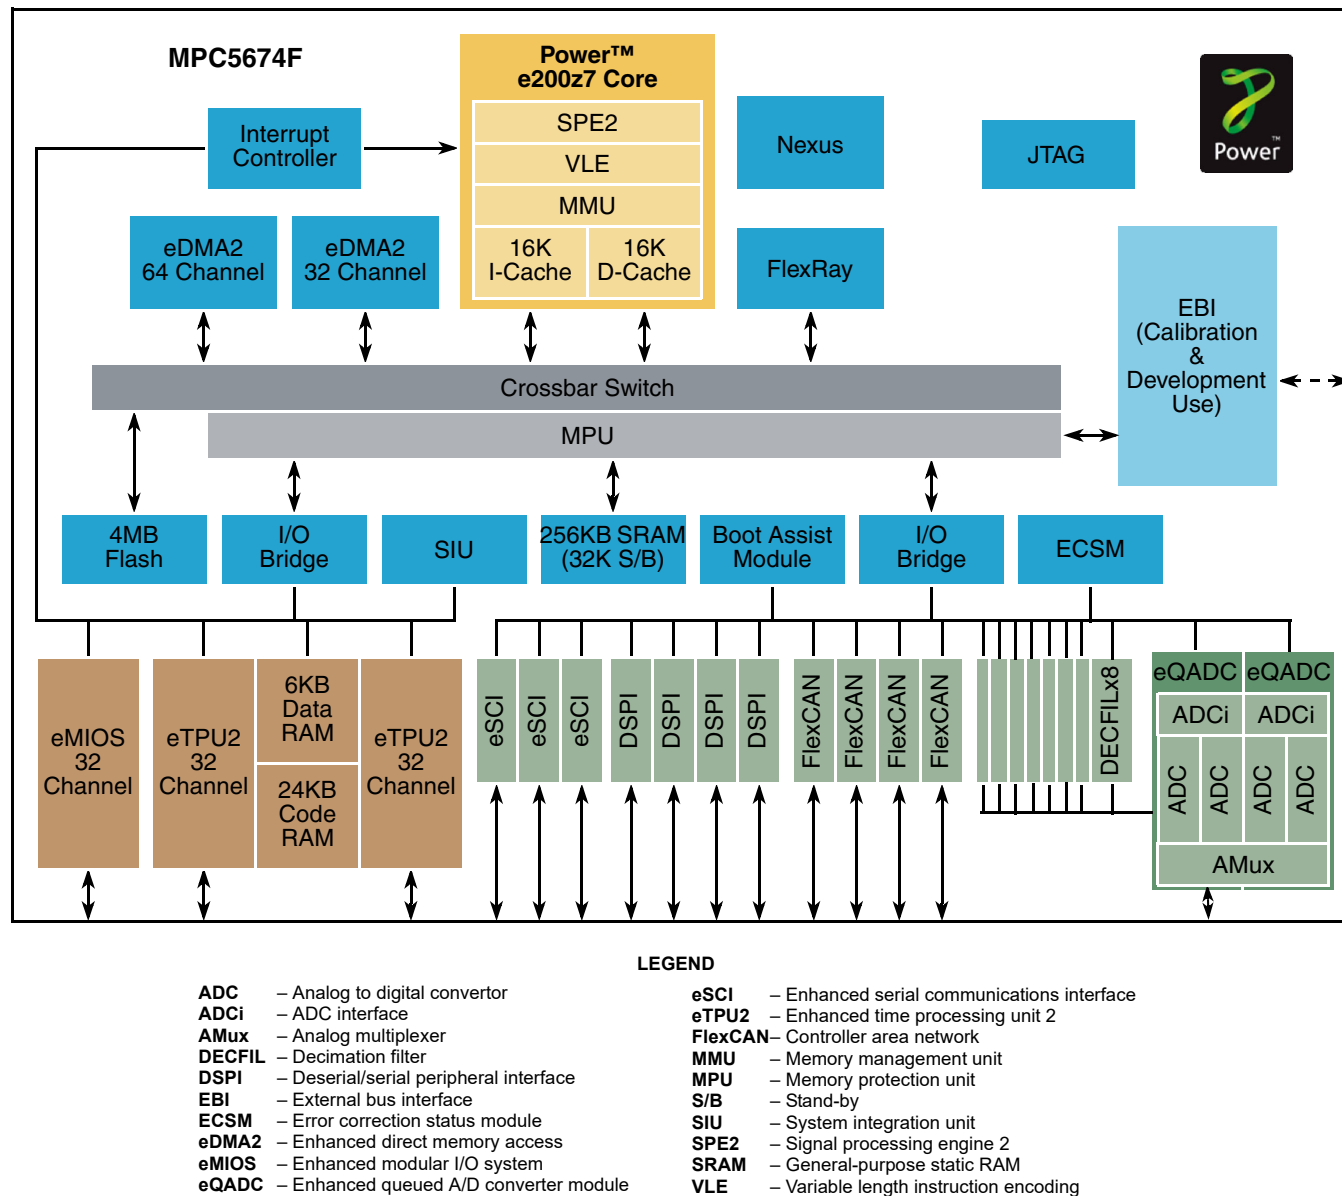 MPC5674F
Power™
e200z7 Core
SPE2
VLE
MMU
16K
I-Cache
16K
D-Cache
Interrupt
Controller
Nexus
JTAG
Power™
eDMA2
64 Channel
eDMA2
32 Channel
FlexRay
EBI
(Calibration
&
Development
Use)
Crossbar Switch
MPU
4MB
Flash
I/O
Bridge
SIU
256KB SRAM
(32K S/B)
Boot Assist
Module
I/O
Bridge
ECSM
eMIOS
32
Channel
eTPU2
32
Channel
6KB
Data
RAM
24KB
Code
RAM
eTPU2
32
Channel
eSCI
eSCI
eSCI
DSPI
DSPI
DSPI
DSPI
FlexCAN
FlexCAN
FlexCAN
FlexCAN
DECFILx8
eQADC
eQADC
ADCi
ADCi
ADC
ADC
ADC
ADC
AMux
LEGEND
ADC – Analog to digital convertor
ADCi – ADC interface
AMux – Analog multiplexer
DECFIL – Decimation filter
DSPI – Deserial/serial peripheral interface
EBI – External bus interface
ECSM – Error correction status module
eDMA2 – Enhanced direct memory access
eMIOS – Enhanced modular I/O system
eQADC – Enhanced queued A/D converter module
eSCI – Enhanced serial communications interface
eTPU2 – Enhanced time processing unit 2
FlexCAN – Controller area network
MMU – Memory management unit
MPU – Memory protection unit
S/B – Stand-by
SIU – System integration unit
SPE2 – Signal processing engine 2
SRAM – General-purpose static RAM
VLE – Variable length instruction encoding